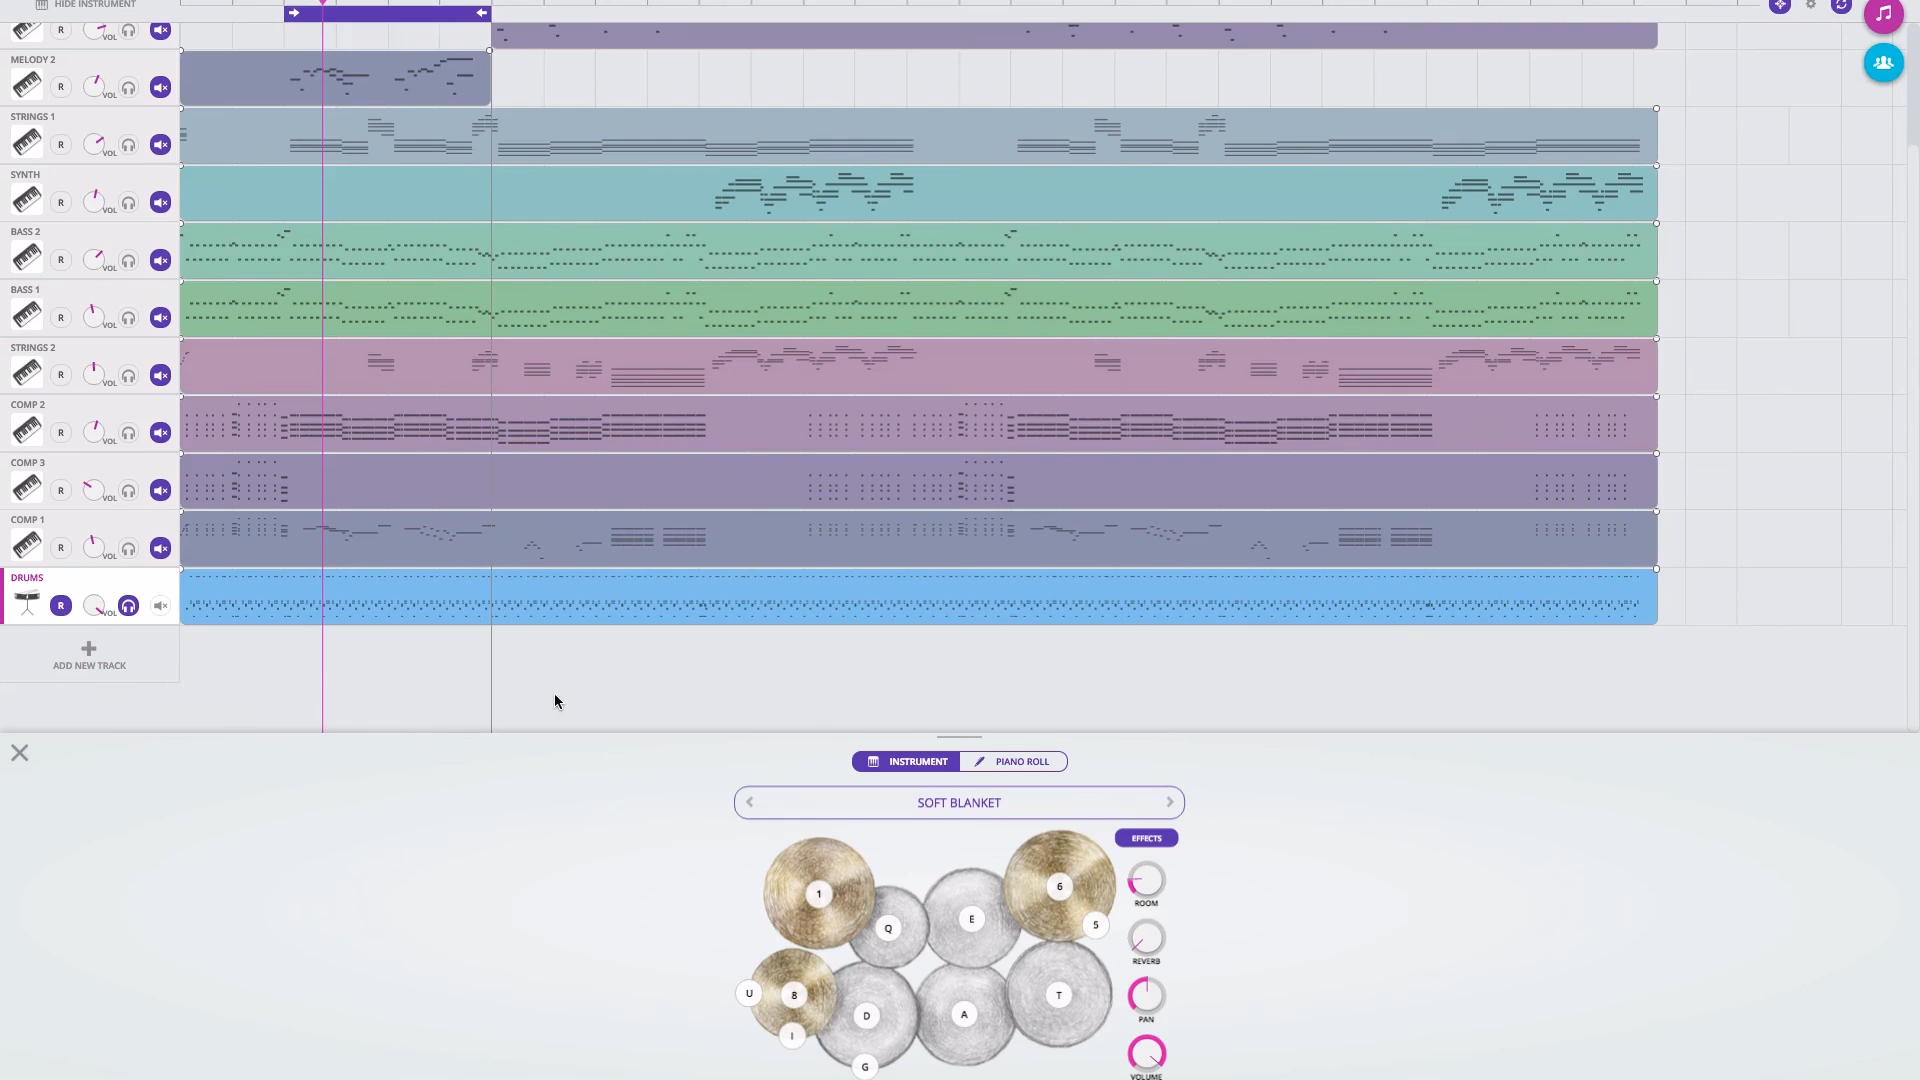 HIDE INSTRUMENT
R VOL
MELODY 2
R VOL
STRINGS 1
R VOL
SYNTH
R VOL
BASS 2
R VOL
BASS 1
R VOL
STRINGS 2
R VOL
COMP 2
R VOL
COMP 3
R VOL
COMP 1
R VOL
DRUMS
R VOL
ADD NEW TRACK
INSTRUMENT PIANO ROLL
SOFT BLANKET
EFFECTS
1 6
Q E 5
ROOM
REVERB
U 8 D A T
I G
PAN
VOLUME